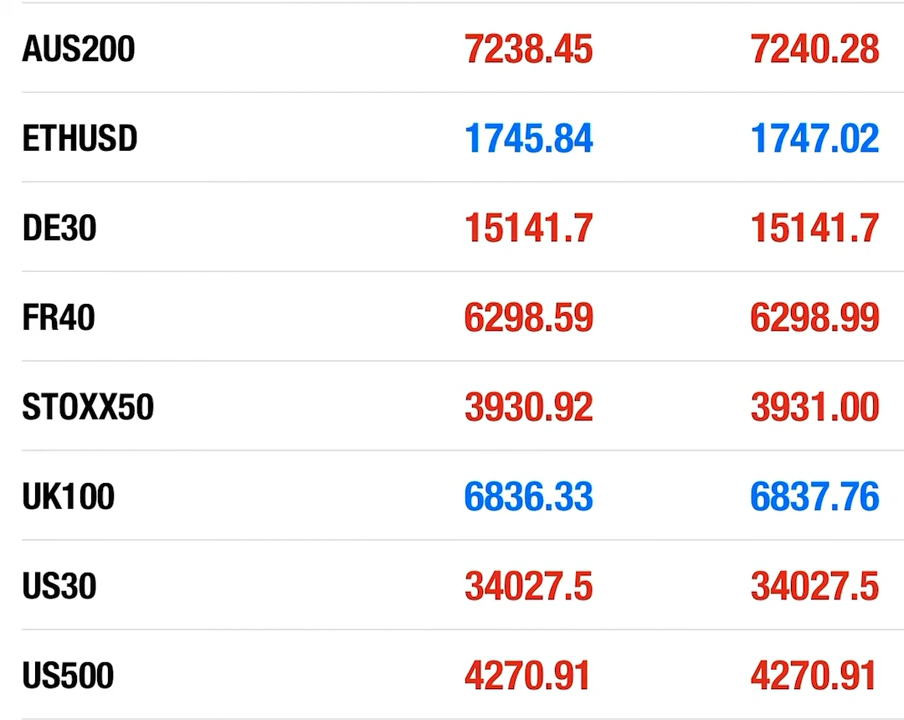 AUS200 7238.45 7240.28
ETHUSD 1745.84 1747.02
DE30 15141.7 15141.7
FR40 6298.59 6298.99
STOXX50 3930.92 3931.00
UK100 6836.33 6837.76
US30 34027.5 34027.5
US500 4270.91 4270.91